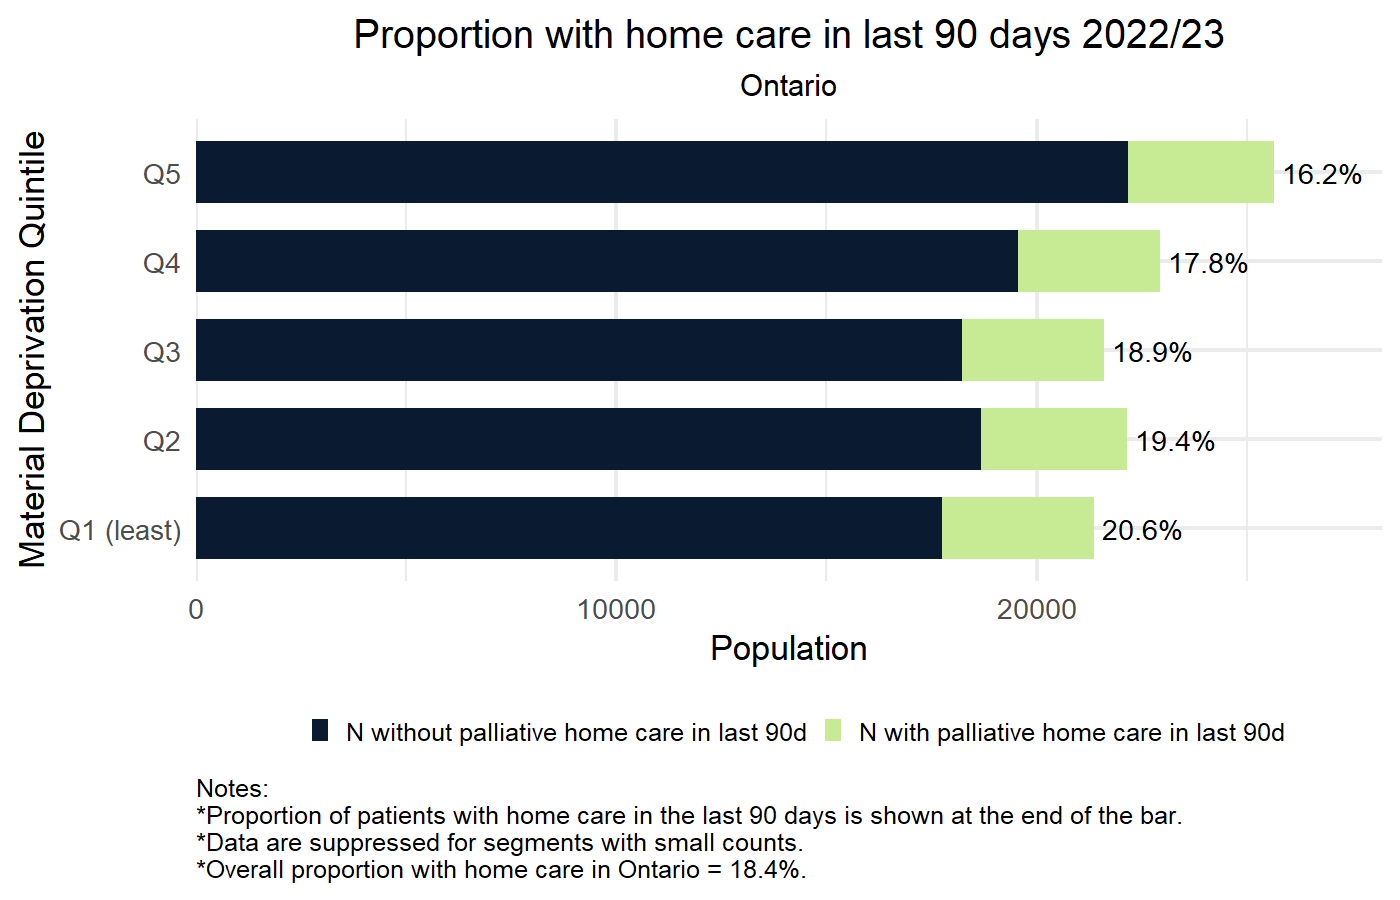 Proportion with home care in last 90 days 2022/23
Ontario
Material Deprivation Quintile
Q5
16.2%
Q4
17.8%
Q3
18.9%
Q2
19.4%
Q1 (least)
20.6%
0
10000
20000
Population
N without palliative home care in last 90d
N with palliative home care in last 90d
Notes:
*Proportion of patients with home care in the last 90 days is shown at the end of the bar.
*Data are suppressed for segments with small counts.
*Overall proportion with home care in Ontario = 18.4%.